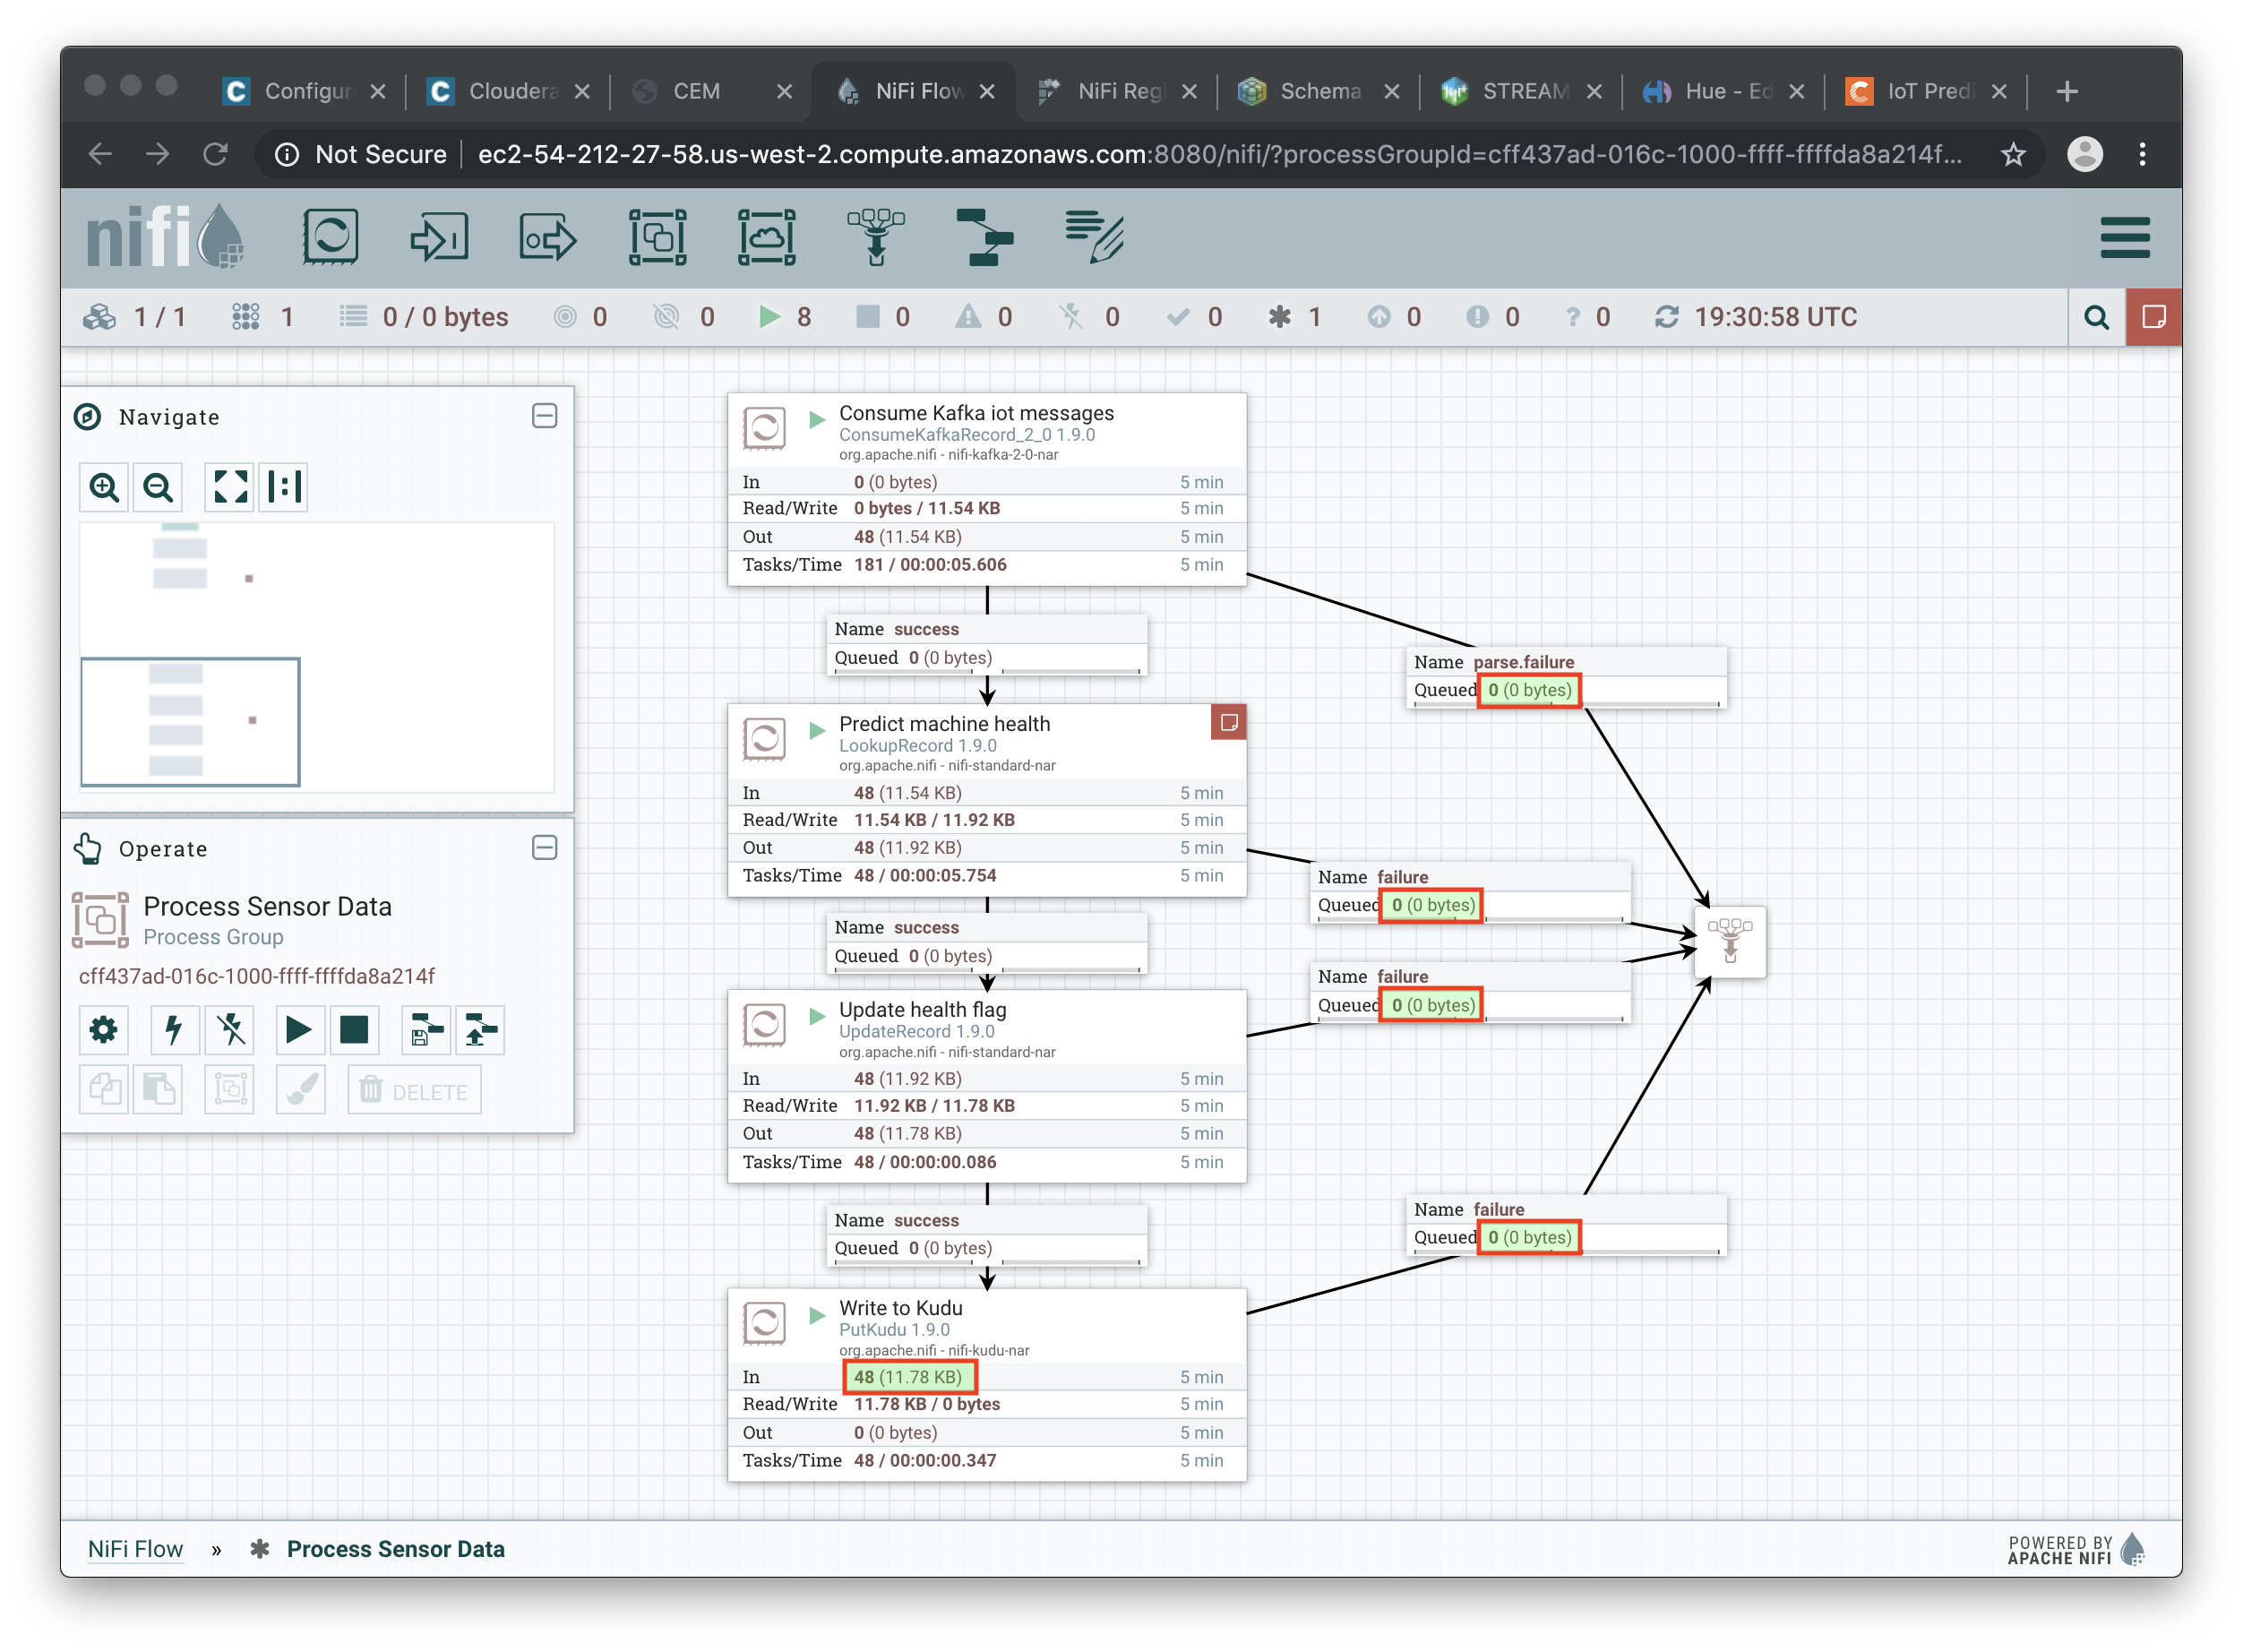 Configur
Cloudera
CEM
NiFi Flow
NiFi Regi
Schema
STREAM
Hue - Ed
IoT Predi
Not Secure
ec2-54-212-27-58.us-west-2.compute.amazonaws.com:8080/nifi/?processGroupId=cff437ad-016c-1000-ffff-ffffda8a214f...
nifi
1 / 1 1 0 / 0 bytes 0 0 8 0 0 0 0 1 0 0 ? 0 19:30:58 UTC
Navigate
Operate
Process Sensor Data
Process Group
cff437ad-016c-1000-ffff-ffffda8a214f
DELETE
Consume Kafka iot messages
ConsumeKafkaRecord_2_0 1.9.0
org.apache.nifi - nifi-kafka-2-0-nar
In 0 (0 bytes) 5 min
Read/Write 0 bytes / 11.54 KB 5 min
Out 48 (11.54 KB) 5 min
Tasks/Time 181 / 00:00:05.606 5 min
Name success
Queued 0 (0 bytes)
Name parse.failure
Queued 0 (0 bytes)
Predict machine health
LookupRecord 1.9.0
org.apache.nifi - nifi-standard-nar
In 48 (11.54 KB) 5 min
Read/Write 11.54 KB / 11.92 KB 5 min
Out 48 (11.92 KB) 5 min
Tasks/Time 48 / 00:00:05.754 5 min
Name failure
Queued 0 (0 bytes)
Name success
Queued 0 (0 bytes)
Name failure
Queued 0 (0 bytes)
Update health flag
UpdateRecord 1.9.0
org.apache.nifi - nifi-standard-nar
In 48 (11.92 KB) 5 min
Read/Write 11.92 KB / 11.78 KB 5 min
Out 48 (11.78 KB) 5 min
Tasks/Time 48 / 00:00:00.086 5 min
Name success
Queued 0 (0 bytes)
Name failure
Queued 0 (0 bytes)
Write to Kudu
PutKudu 1.9.0
org.apache.nifi - nifi-kudu-nar
In 48 (11.78 KB) 5 min
Read/Write 11.78 KB / 0 bytes 5 min
Out 0 (0 bytes) 5 min
Tasks/Time 48 / 00:00:00.347 5 min
NiFi Flow » Process Sensor Data
POWERED BY
APACHE NIFI